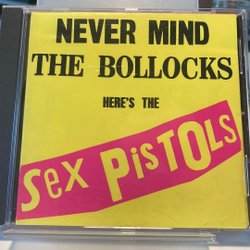 NEVER MIND
THE BOLLOCKS
HERE'S THE
Sex PiSTOLs